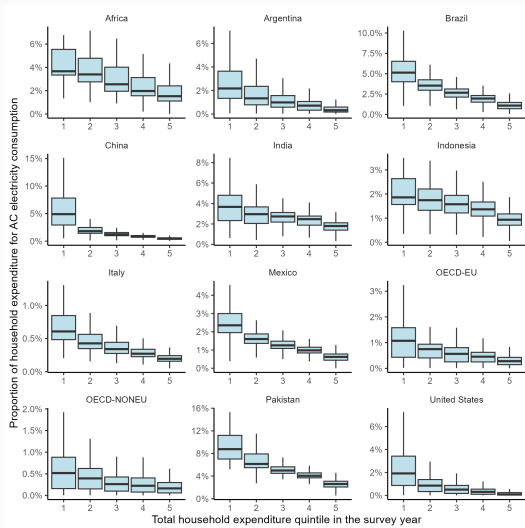 Africa
Argentina
Brazil
6%
4%
2%
0%
6%
4%
2%
0%
10.0%
7.5%
5.0%
2.5%
0.0%
1 2 3 4 5
1 2 3 4 5
1 2 3 4 5
China
India
Indonesia
15%
10%
5%
0%
8%
6%
4%
2%
0%
3%
2%
1%
0%
1 2 3 4 5
1 2 3 4 5
1 2 3 4 5
Italy
Mexico
OECD-EU
1.0%
0.5%
0.0%
4%
3%
2%
1%
0%
3%
2%
1%
0%
1 2 3 4 5
1 2 3 4 5
1 2 3 4 5
OECD-NONEU
Pakistan
United States
2.0%
1.5%
1.0%
0.5%
0.0%
16%
12%
8%
4%
0%
6%
4%
2%
0%
1 2 3 4 5
1 2 3 4 5
1 2 3 4 5
Proportion of household expenditure for AC electricity consumption
Total household expenditure quintile in the survey year